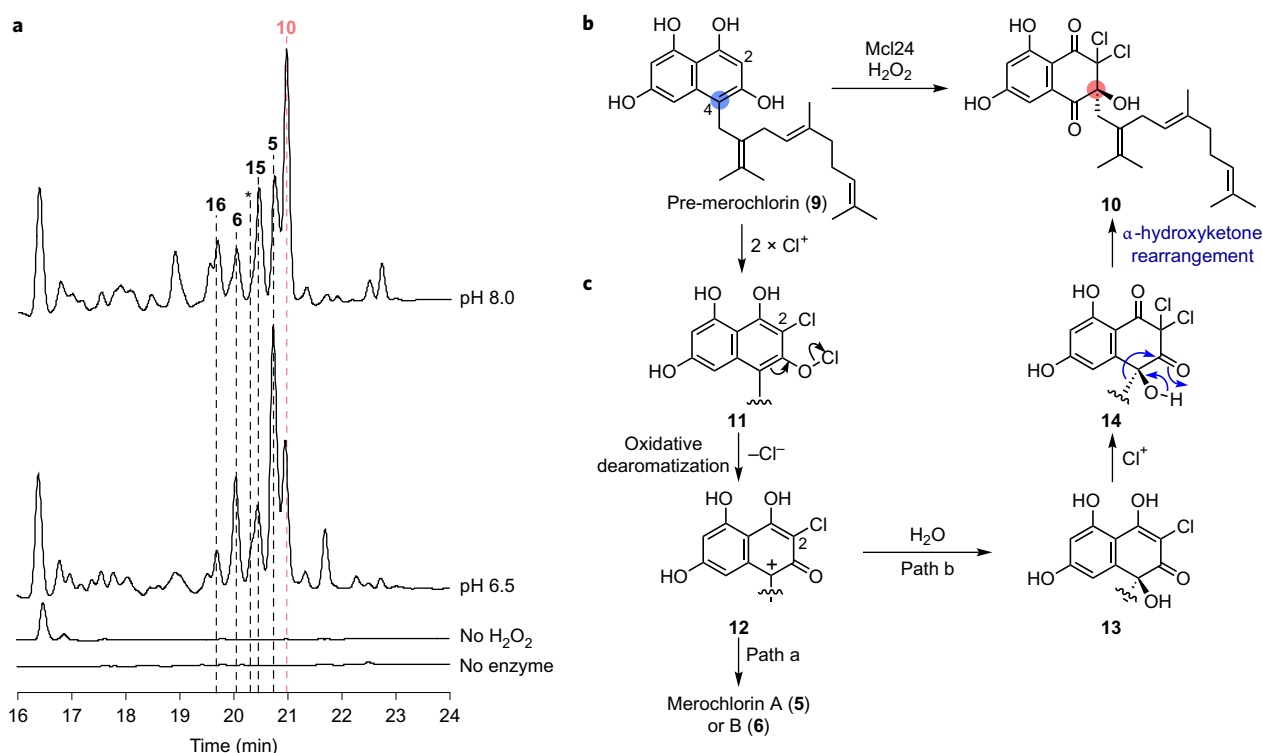 a
10
16
6
*
15
5
pH 8.0
pH 6.5
No H₂O₂
No enzyme
16 17 18 19 20 21 22 23 24
Time (min)
b
HO OH
2
HO 4 OH
Pre-merochlorin (9)
Mcl24
H₂O₂
HO O Cl
Cl
HO OH
O
10
2 × Cl⁺
α-hydroxyketone
rearrangement
c
HO OH
2 Cl
HO O Cl
11
Oxidative
dearomatization
–Cl⁻
HO OH
Cl
2
HO + O
12
Path a
Merochlorin A (5)
or B (6)
H₂O
Path b
HO OH
Cl
HO O
OH
13
Cl⁺
HO O Cl
Cl
HO O
O H
14